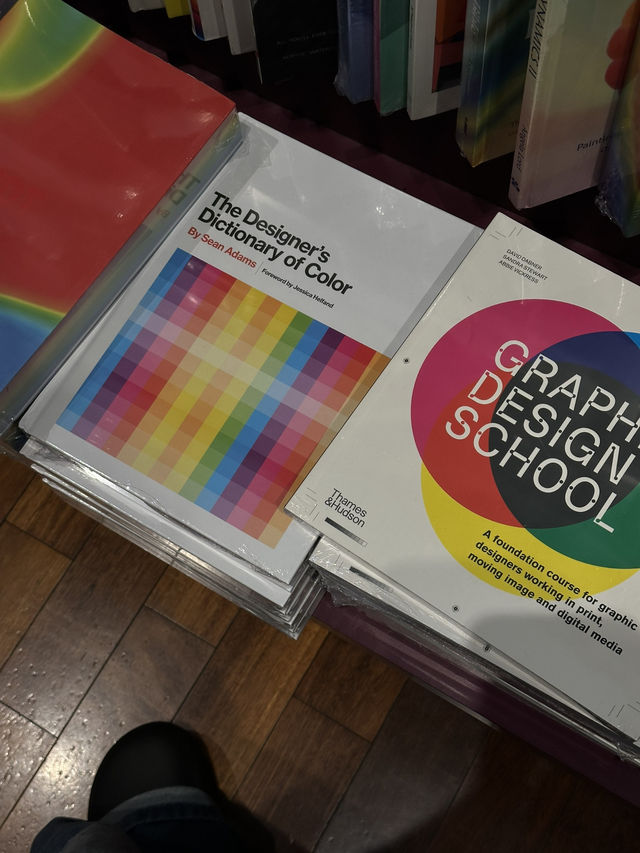 The Designer's
Dictionary of Color
By Sean Adams | Foreword by Jessica Helfand
DAVID DABNER
SANDRA STEWART
ABBIE VICKRESS
GRAPHI
DESIGN
SCHOOL
Thames
&Hudson
A foundation course for graphic
designers working in print,
moving image and digital media